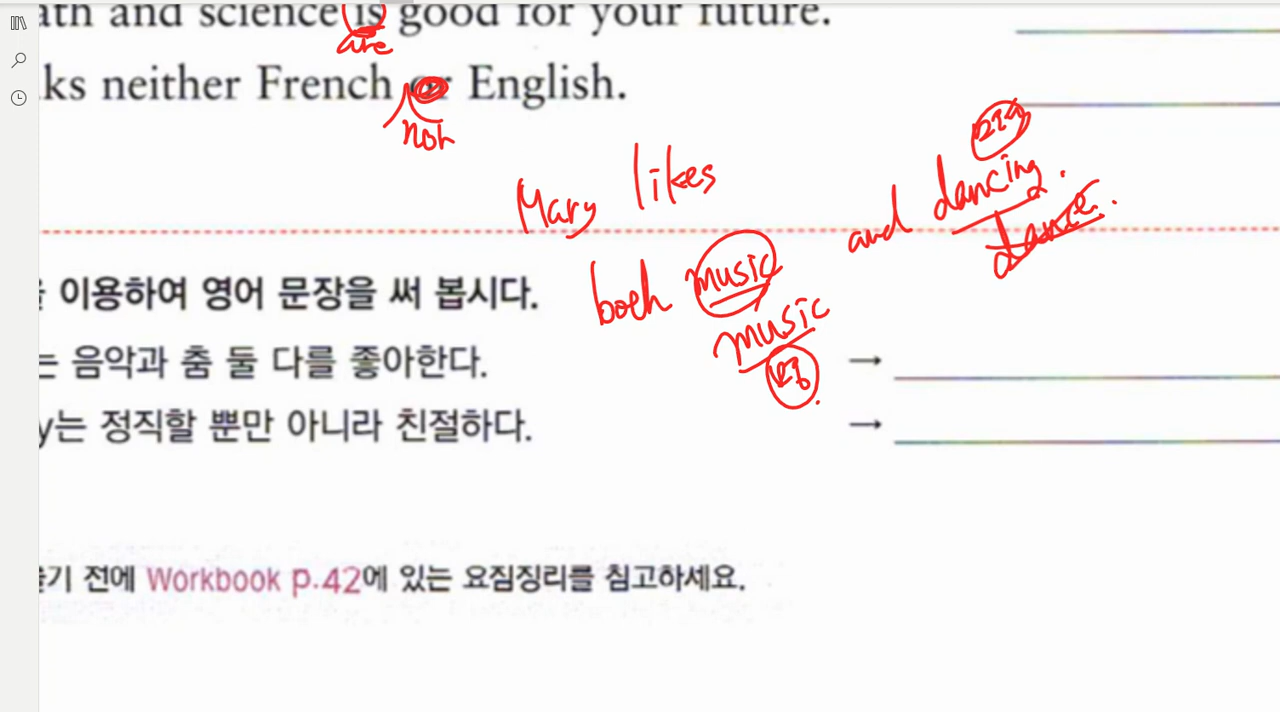 ath and science is good for your future.
are
ks neither French or English.
nor
Mary likes
both music and dancing.
dance.
music
이용하여 영어 문장을 써 봅시다.
는 음악과 춤 둘 다를 좋아한다. →
y는 정직할 뿐만 아니라 친절하다. →
기 전에 Workbook p.42에 있는 요점정리를 참고하세요.